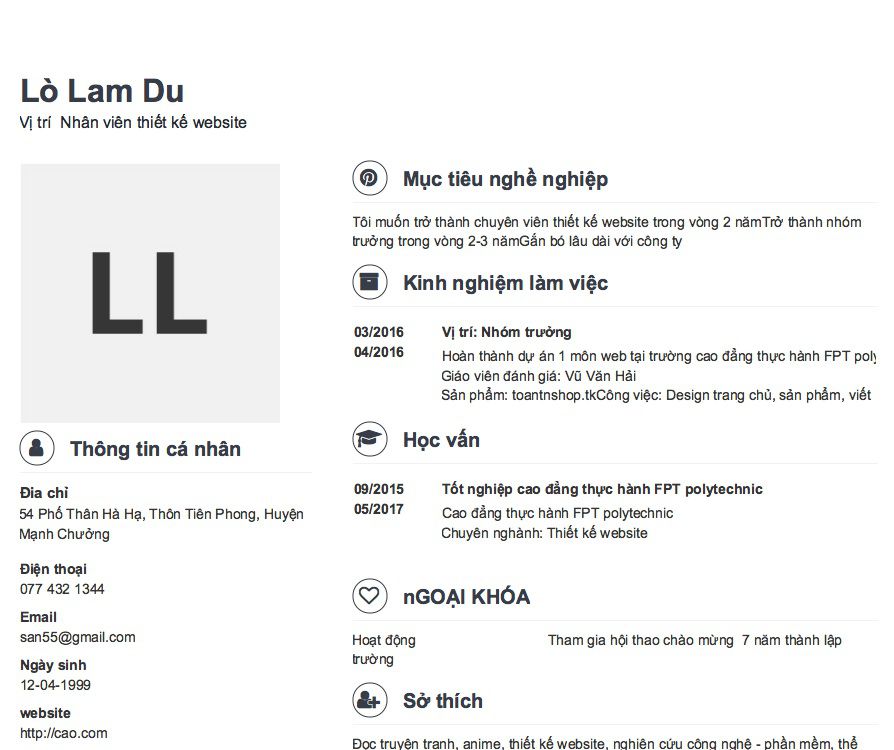 Lò Lam Du
Vị trí  Nhân viên thiết kế website
LL
Thông tin cá nhân
Đia chỉ
54 Phố Thân Hà Hạ, Thôn Tiên Phong, Huyện
Mạnh Chưởng
Điện thoại
077 432 1344
Email
san55@gmail.com
Ngày sinh
12-04-1999
website
http://cao.com
Mục tiêu nghề nghiệp
Tôi muốn trở thành chuyên viên thiết kế website trong vòng 2 nămTrở thành nhóm
trưởng trong vòng 2-3 nămGắn bó lâu dài với công ty
Kinh nghiệm làm việc
03/2016
04/2016
Vị trí: Nhóm trưởng
Hoàn thành dự án 1 môn web tại trường cao đẳng thực hành FPT poly
Giáo viên đánh giá: Vũ Văn Hải
Sản phẩm: toantnshop.tkCông việc: Design trang chủ, sản phẩm, viết
Học vấn
09/2015
05/2017
Tốt nghiệp cao đẳng thực hành FPT polytechnic
Cao đẳng thực hành FPT polytechnic
Chuyên nghành: Thiết kế website
nGOẠI KHÓA
Hoạt động
trường
Tham gia hội thao chào mừng  7 năm thành lập
Sở thích
Đọc truyện tranh, anime, thiết kế website, nghiên cứu công nghệ - phần mềm, thể